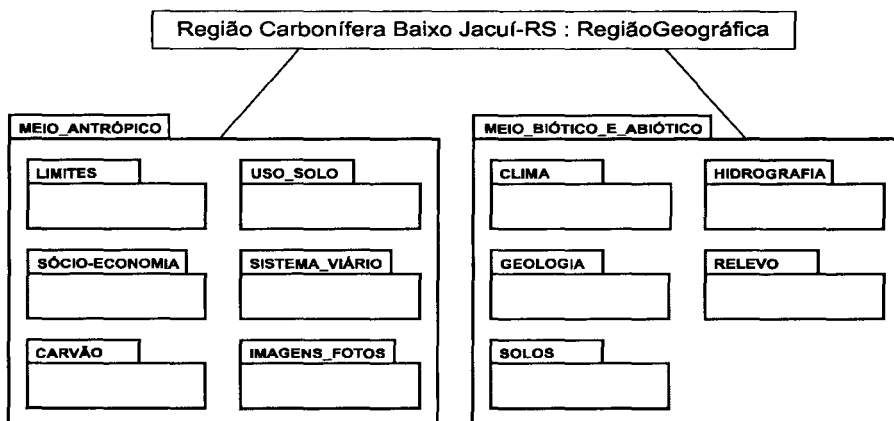 Região Carbonífera Baixo Jacuí-RS : RegiãoGeográfica
MEIO_ANTRÓPICO
LIMITES
USO_SOLO
SÓCIO-ECONOMIA
SISTEMA_VIÁRIO
CARVÃO
IMAGENS_FOTOS
MEIO_BIÓTICO_E_ABIÓTICO
CLIMA
HIDROGRAFIA
GEOLOGIA
RELEVO
SOLOS